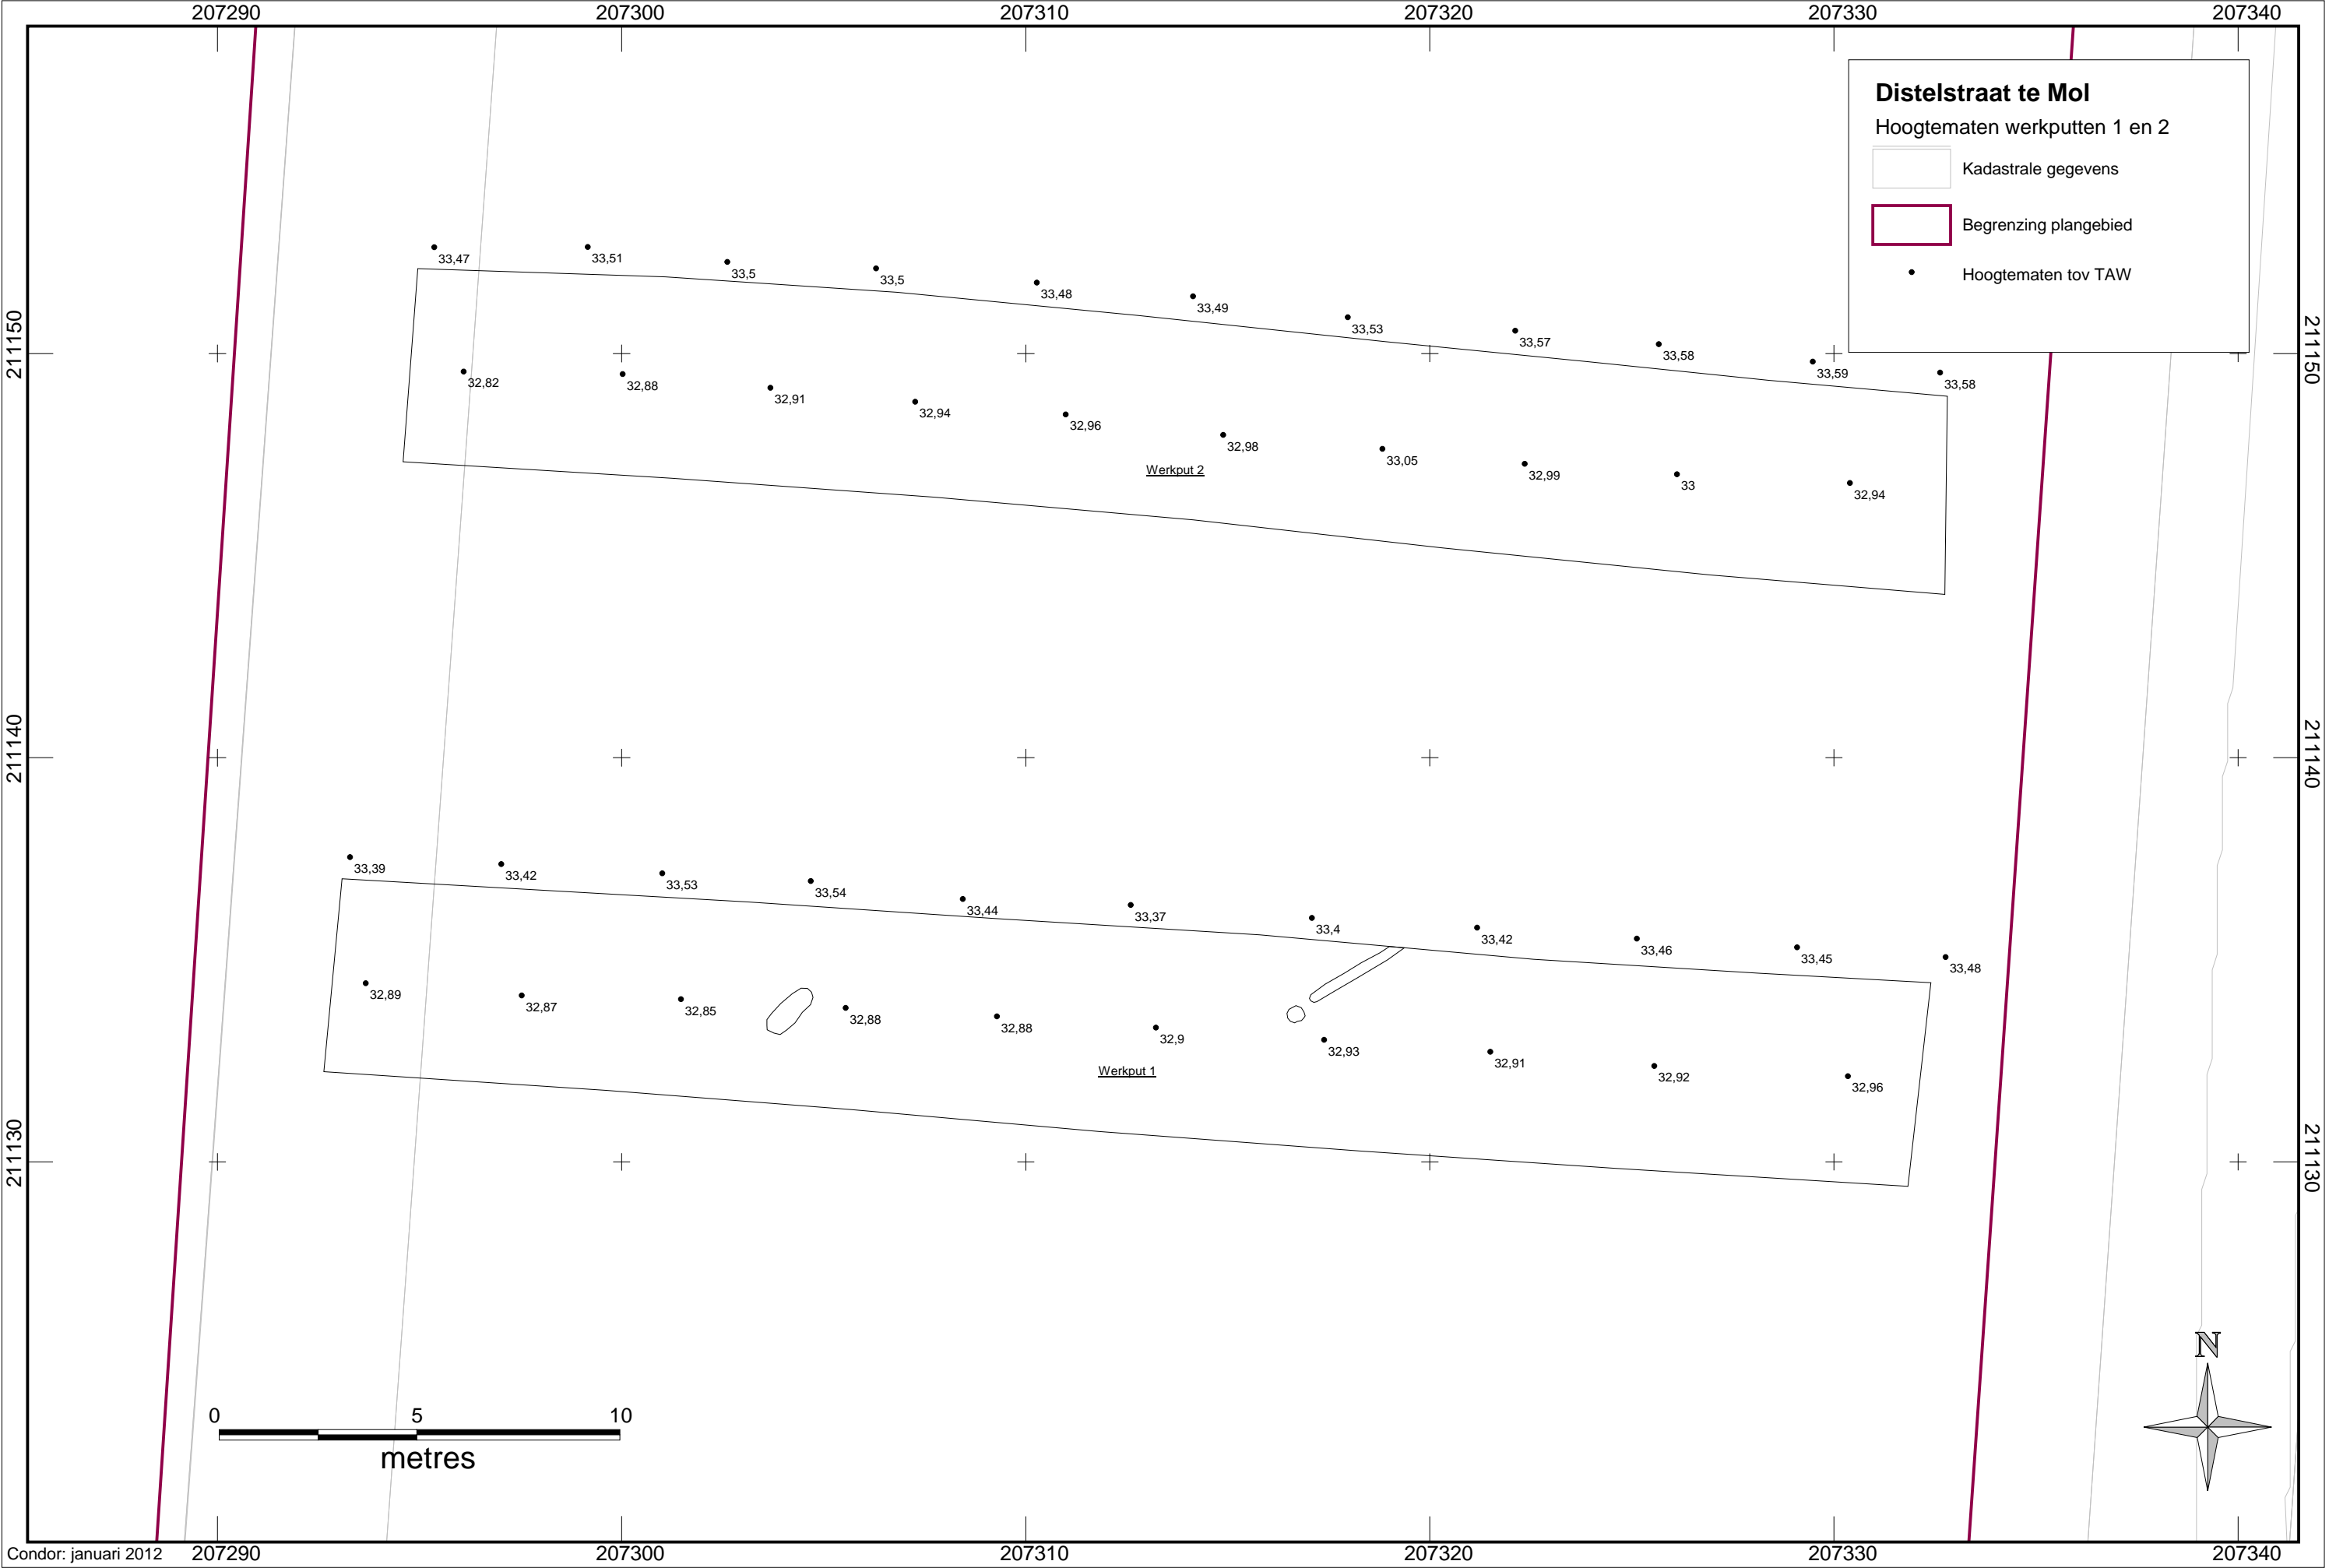 207290 207300 207310 207320 207330 207340
Distelstraat te Mol
Hoogtematen werkputten 1 en 2
Kadastrale gegevens
Begrenzing plangebied
Hoogtematen tov TAW
33,47 33,51 33,5 33,5 33,48 33,49 33,53 33,57 33,58 33,59 33,58
211150 211150
32,82 32,88 32,91 32,94 32,96 32,98 33,05 32,99 33 32,94
Werkput 2
211140 211140
33,39 33,42 33,53 33,54 33,44 33,37 33,4 33,42 33,46 33,45 33,48
32,89 32,87 32,85 32,88 32,88 32,9 32,93 32,91 32,92 32,96
Werkput 1
211130 211130
N
0 5 10
metres
Condor: januari 2012
207290 207300 207310 207320 207330 207340